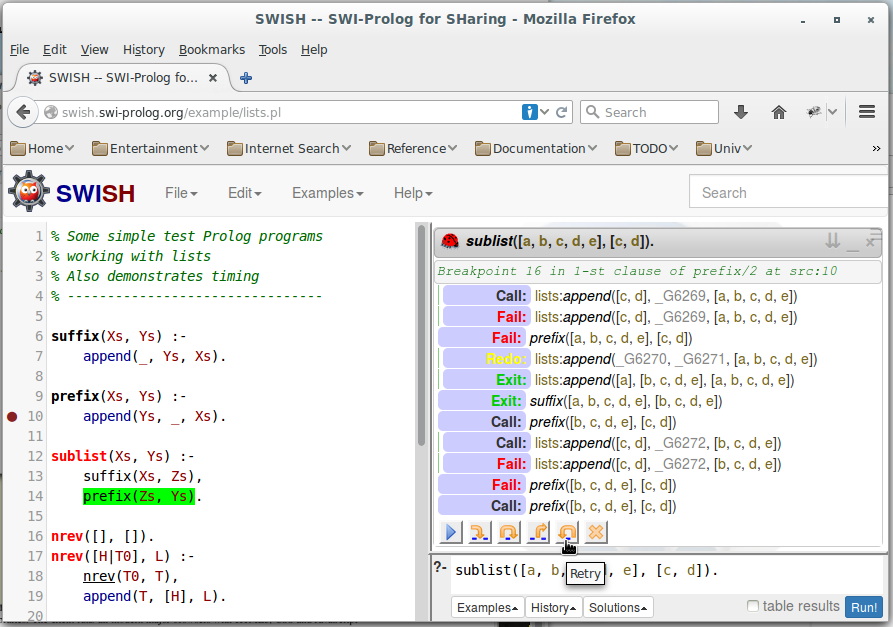 SWISH -- SWI-Prolog for SHaring - Mozilla Firefox
File Edit View History Bookmarks Tools Help
SWISH -- SWI-Prolog fo...
swish.swi-prolog.org/example/lists.pl
Search
Home Entertainment Internet Search Reference Documentation TODO Univ »
SWISH File Edit Examples Help Search
1 % Some simple test Prolog programs
2 % working with lists
3 % Also demonstrates timing
4 % --------------------------------
5
6 suffix(Xs, Ys) :-
7 append(_, Ys, Xs).
8
9 prefix(Xs, Ys) :-
10 append(Ys, _, Xs).
11
12 sublist(Xs, Ys) :-
13 suffix(Xs, Zs),
14 prefix(Zs, Ys).
15
16 nrev([], []).
17 nrev([H|T0], L) :-
18 nrev(T0, T),
19 append(T, [H], L).
20
sublist([a, b, c, d, e], [c, d]).
Breakpoint 16 in 1-st clause of prefix/2 at src:10
Call: lists:append([c, d], _G6269, [a, b, c, d, e])
Fail: lists:append([c, d], _G6269, [a, b, c, d, e])
Fail: prefix([a, b, c, d, e], [c, d])
Redo: lists:append(_G6270, _G6271, [a, b, c, d, e])
Exit: lists:append([a], [b, c, d, e], [a, b, c, d, e])
Exit: suffix([a, b, c, d, e], [b, c, d, e])
Call: prefix([b, c, d, e], [c, d])
Call: lists:append([c, d], _G6272, [b, c, d, e])
Fail: lists:append([c, d], _G6272, [b, c, d, e])
Fail: prefix([b, c, d, e], [c, d])
Call: prefix([b, c, d, e], [c, d])
?- sublist([a, b, , e], [c, d]).
Retry
Examples History Solutions table results Run!